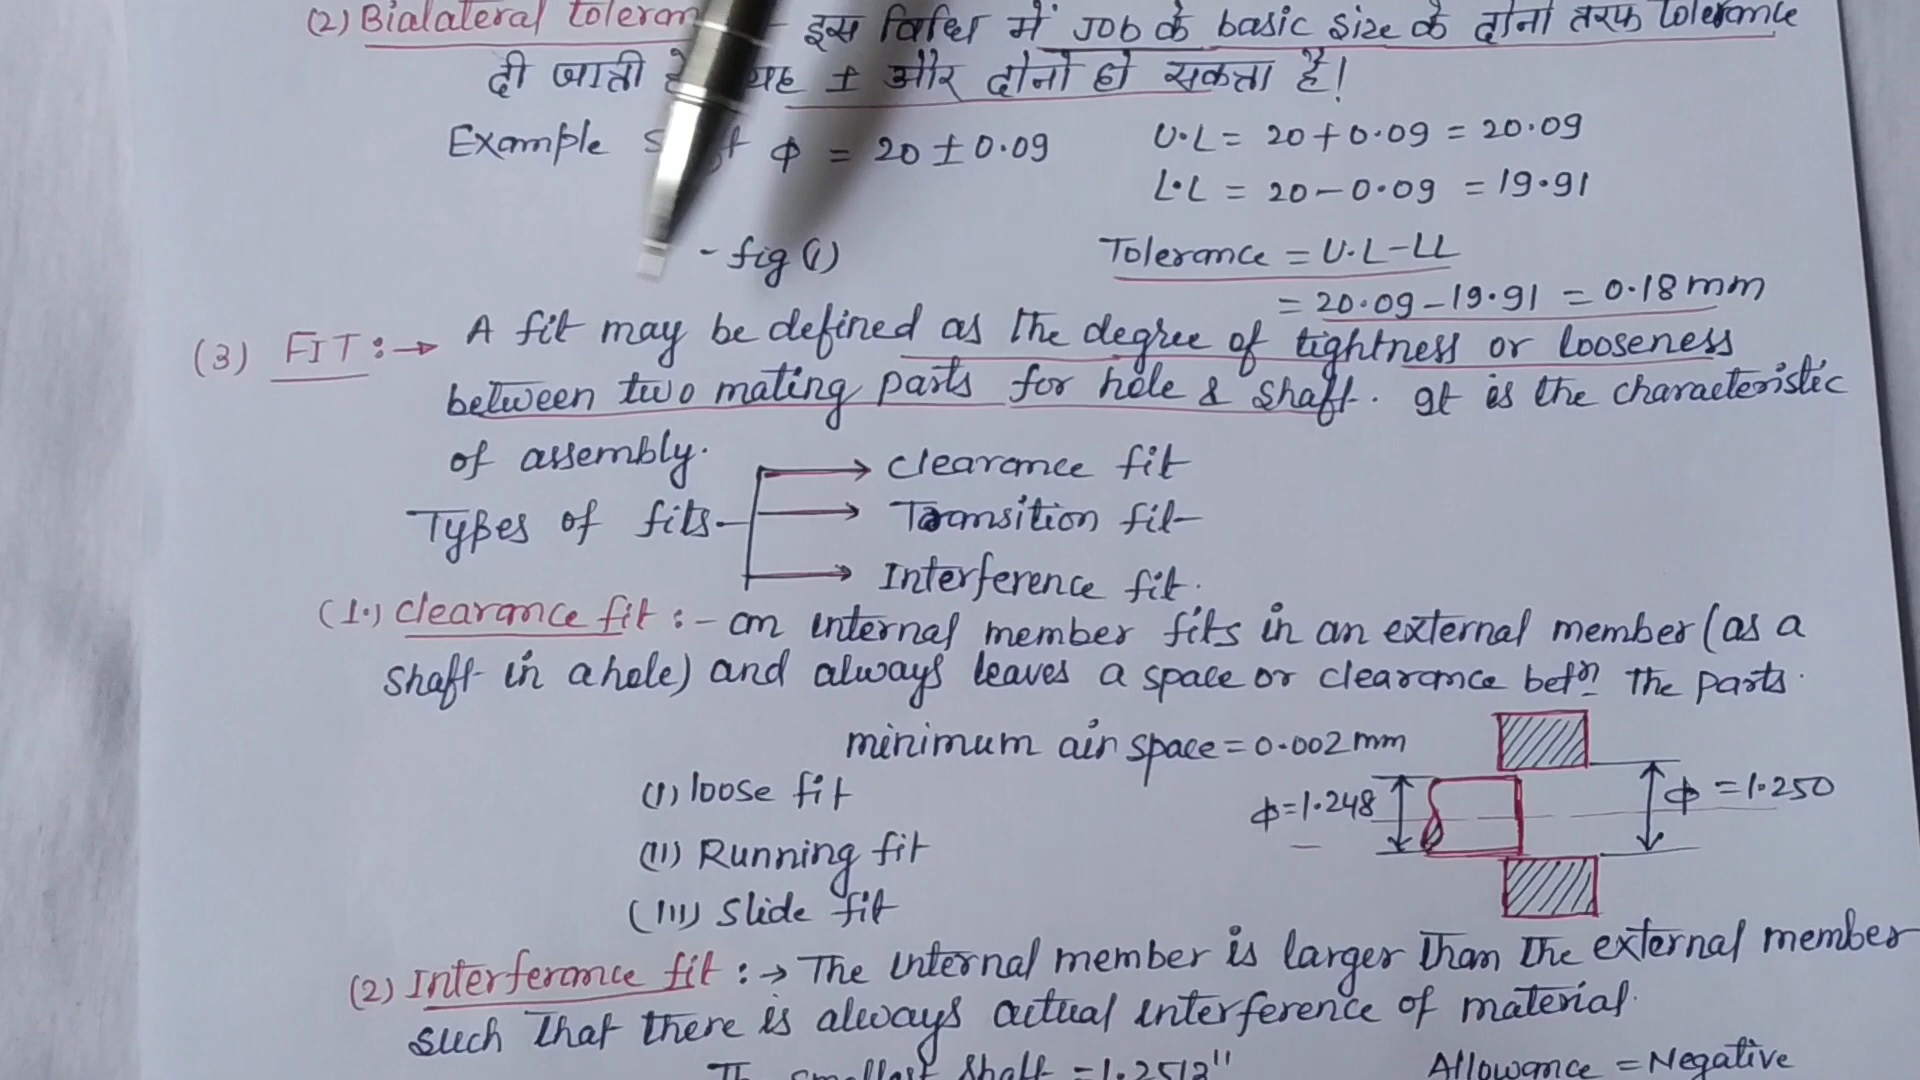 (2) Bialateral toleran - इस विधि में Job के basic size के दोनों तरफ tolerance
दी जाती है यह ± और दोनो हो सकता है!
Example ϕ = 20 ± 0.09
U.L = 20 + 0.09 = 20.09
L.L = 20 - 0.09 = 19.91
- fig (1)
Tolerance = U.L - LL
= 20.09 - 19.91 = 0.18 mm
(3) FIT :→ A fit may be defined as the degree of tightness or looseness
between two mating parts for hole & shaft. It is the characteristic
of assembly.
Types of fits → clearance fit
→ Transition fit
→ Interference fit.
(1.) clearance fit :- an internal member fits in an external member (as a
shaft in a hole) and always leaves a space or clearance betn the parts.
minimum air space = 0.002 mm
(I) loose fit
(II) Running fit
(III) Slide fit
ϕ = 1.248
ϕ = 1.250
(2) Interferance fit :→ The internal member is larger than the external member
such that there is always actual interference of material.
smallest shaft = 1.2513"
Allowance = Negative